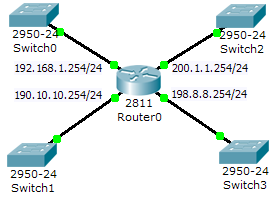 2950-24
Switch0
2950-24
Switch2
192.168.1.254/24
200.1.1.254/24
190.10.10.254/24
198.8.8.254/24
2811
Router0
2950-24
Switch1
2950-24
Switch3